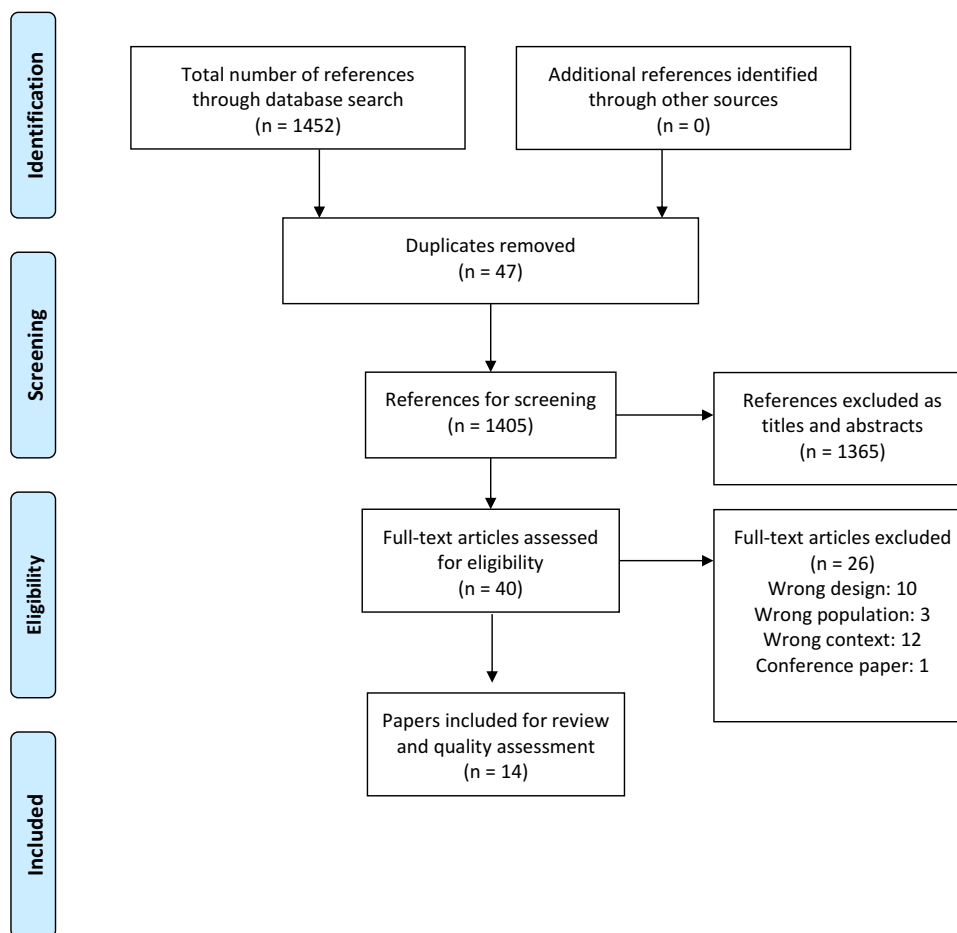 Identification
Total number of references
through database search
(n = 1452)
Additional references identified
through other sources
(n = 0)
Duplicates removed
(n = 47)
Screening
References for screening
(n = 1405)
References excluded as
titles and abstracts
(n = 1365)
Eligibility
Full-text articles assessed
for eligibility
(n = 40)
Full-text articles excluded
(n = 26)
Wrong design: 10
Wrong population: 3
Wrong context: 12
Conference paper: 1
Included
Papers included for review
and quality assessment
(n = 14)